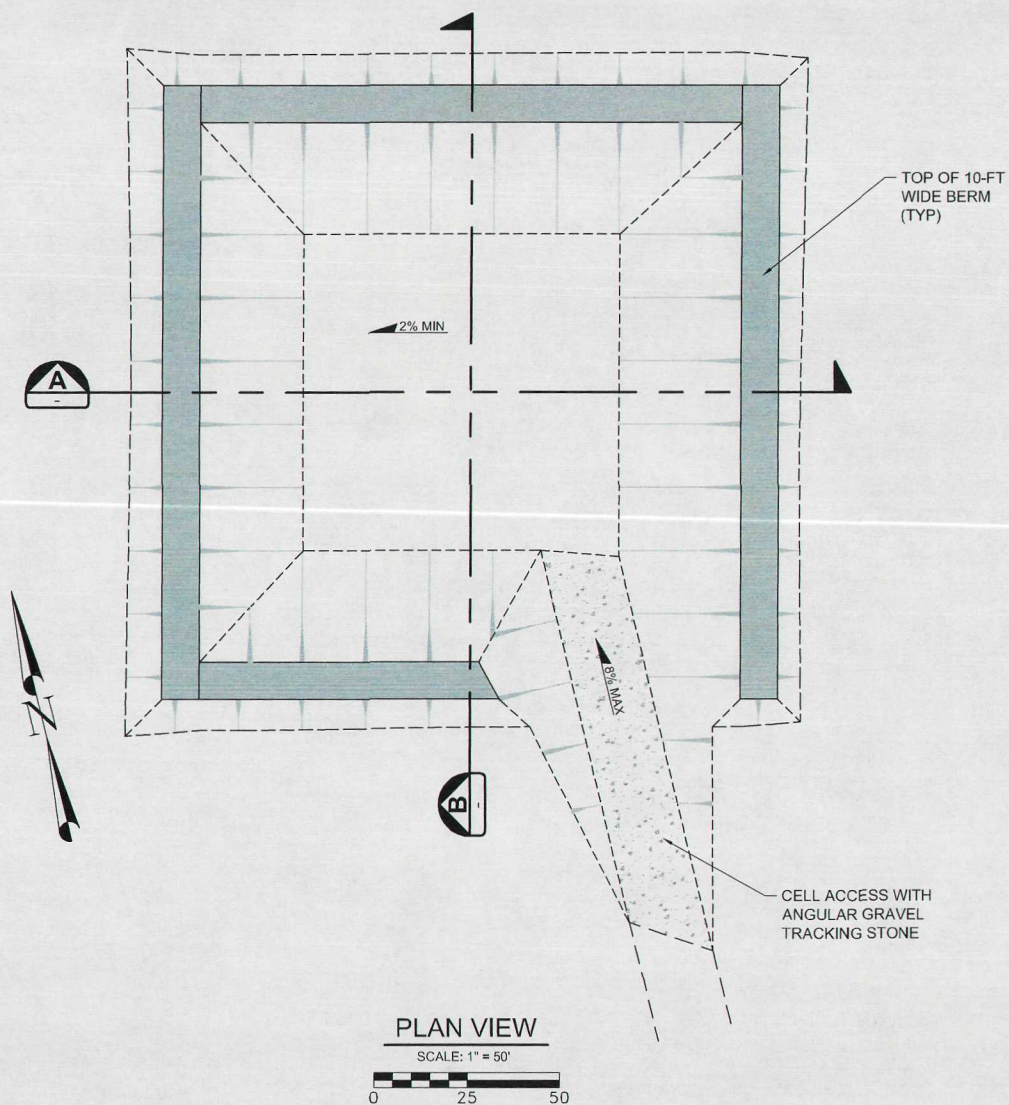 TOP OF 10-FT
WIDE BERM
(TYP)
2% MIN
A
-
8% MAX
N
B
-
CELL ACCESS WITH
ANGULAR GRAVEL
TRACKING STONE
PLAN VIEW
SCALE: 1" = 50'
0 25 50